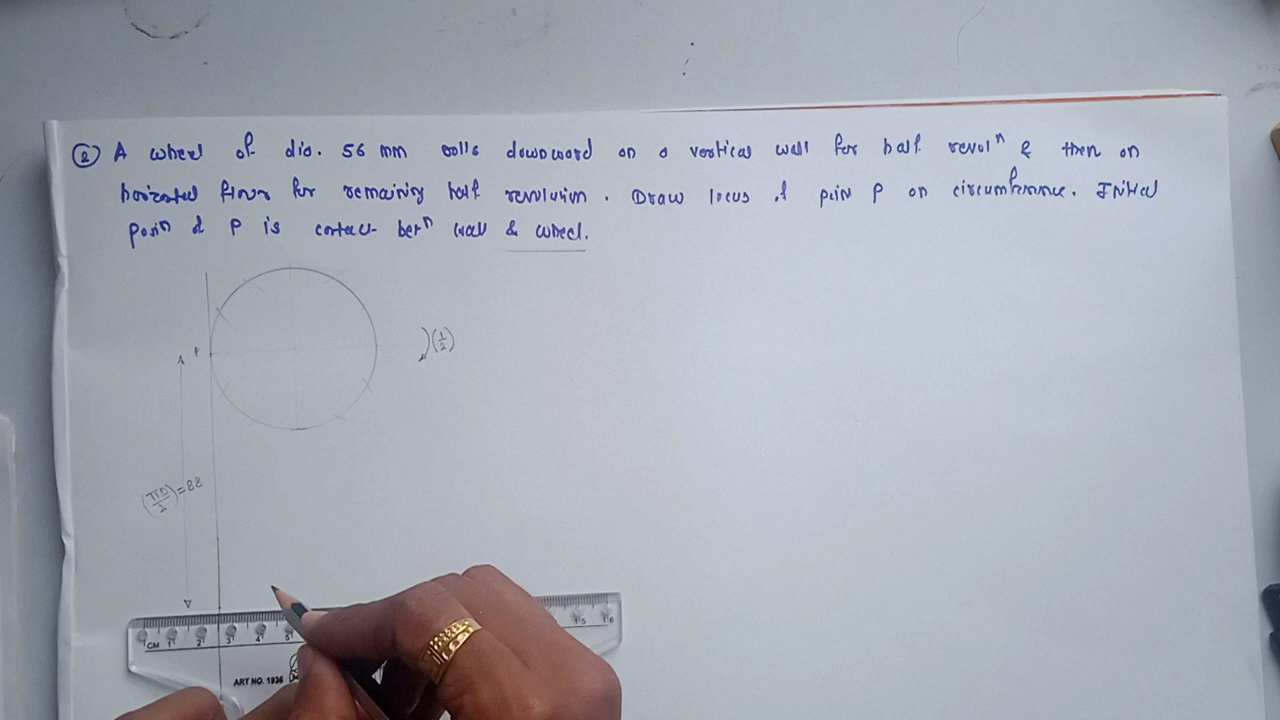 ② A wheel of dia. 56 mm rolls downward on a vertical wall for half revolⁿ & then on
horizontal floor for remaining half revolution. Draw locus of point P on circumference. Initial
posiⁿ of P is contact betⁿ wall & wheel.
P
)(1/2)
(πD/2) = 88
CM 1 2 3 4 5 15 16
ART NO. 1936